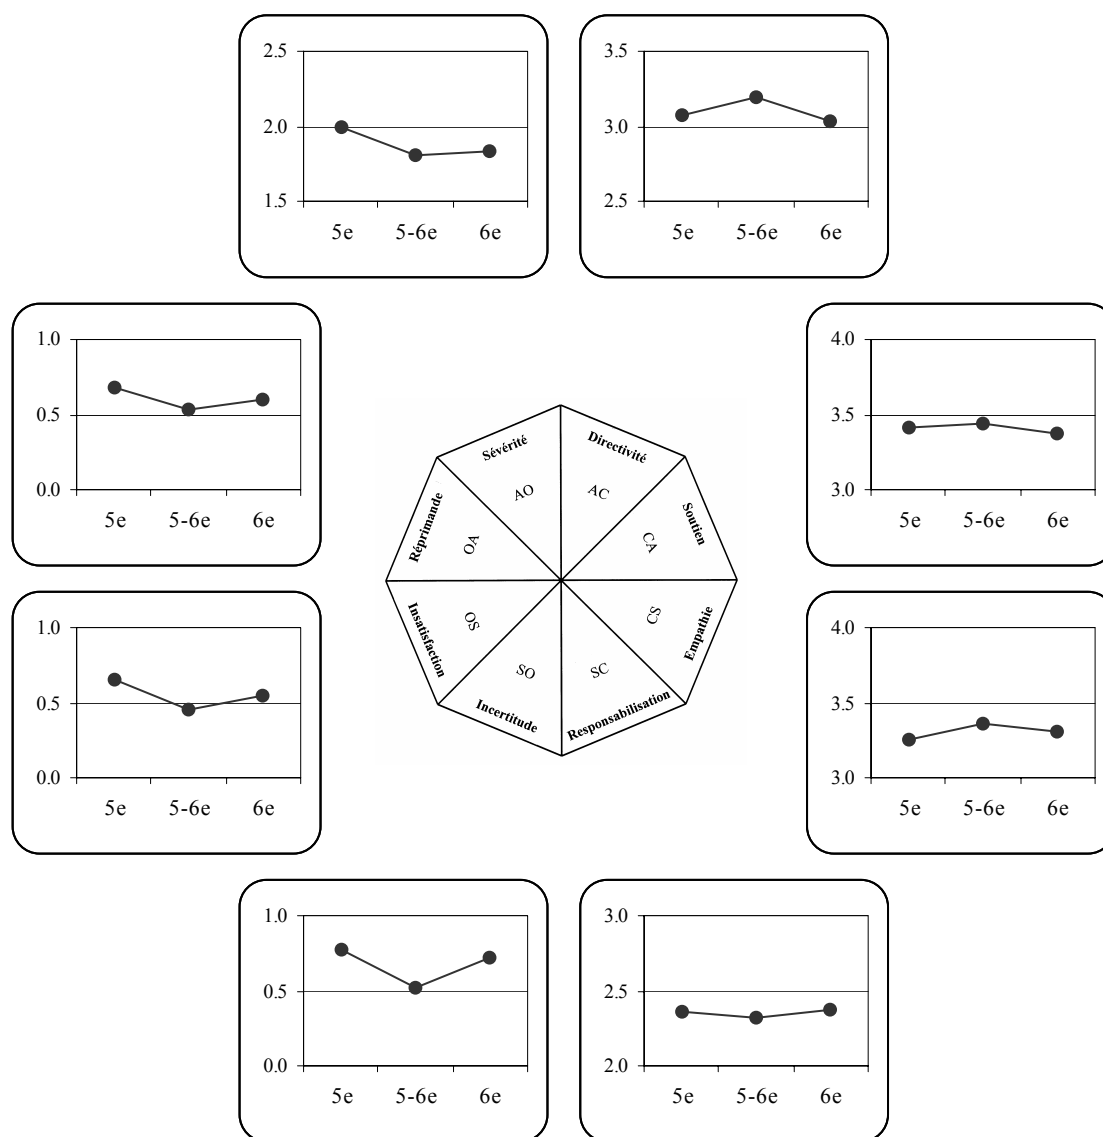 2.5
2.0
1.5
5e 5-6e 6e
3.5
3.0
2.5
5e 5-6e 6e
1.0
0.5
0.0
5e 5-6e 6e
4.0
3.5
3.0
5e 5-6e 6e
Sévérité
Directivité
Réprimande
AO
AC
Soutien
OA
CA
OS
CS
Insatisfaction
SO
SC
Empathie
Incertitude
Responsabilisation
1.0
0.5
0.0
5e 5-6e 6e
4.0
3.5
3.0
5e 5-6e 6e
1.0
0.5
0.0
5e 5-6e 6e
3.0
2.5
2.0
5e 5-6e 6e